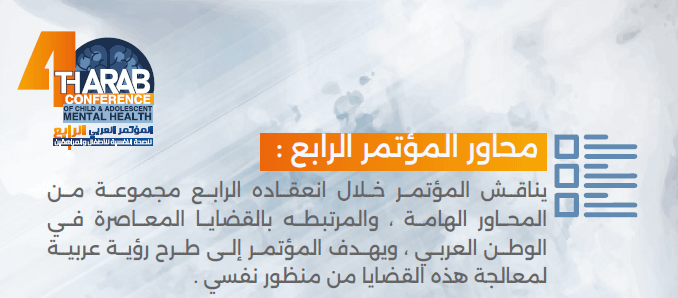 4TH ARAB
CONFERENCE
OF CHILD & ADOLESCENT
MENTAL HEALTH
المؤتمر العربي الرابع
للصحة النفسية للأطفال والمراهقين
محاور المؤتمر الرابع :
يناقش المؤتمر خلال انعقاده الرابع مجموعة من
المحاور الهامة ، والمرتبطه بالقضايا المعاصرة في
الوطن العربي ، ويهدف المؤتمر إلى طرح رؤية عربية
لمعالجة هذه القضايا من منظور نفسي .